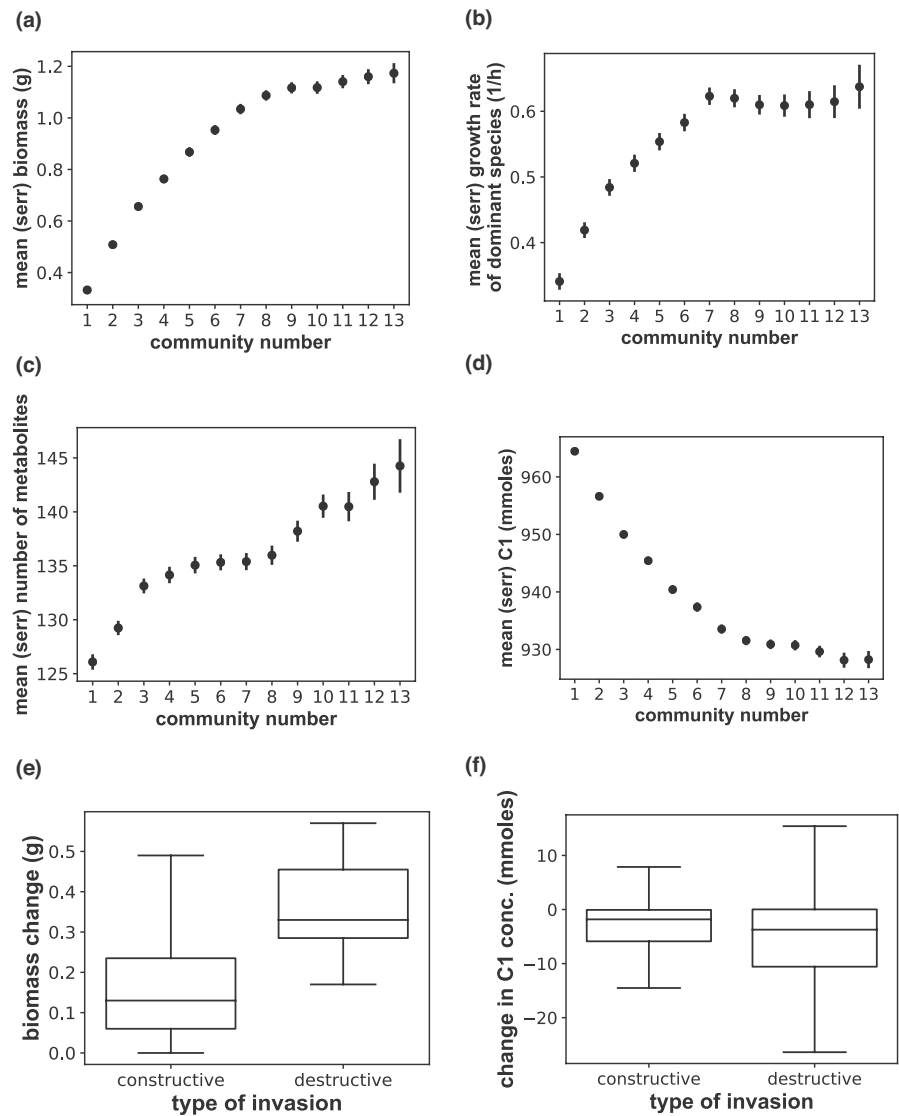 (a)
mean (serr) biomass (g)
1.2
1.0
0.8
0.6
0.4
1 2 3 4 5 6 7 8 9 10 11 12 13
community number
(b)
mean (serr) growth rate
of dominant species (1/h)
0.6
0.5
0.4
1 2 3 4 5 6 7 8 9 10 11 12 13
community number
(c)
mean (serr) number of metabolites
145
140
135
130
125
1 2 3 4 5 6 7 8 9 10 11 12 13
community number
(d)
mean (serr) C1 (mmoles)
960
950
940
930
1 2 3 4 5 6 7 8 9 10 11 12 13
community number
(e)
biomass change (g)
0.5
0.4
0.3
0.2
0.1
0.0
constructive destructive
type of invasion
(f)
change in C1 conc. (mmoles)
10
0
−10
−20
constructive destructive
type of invasion